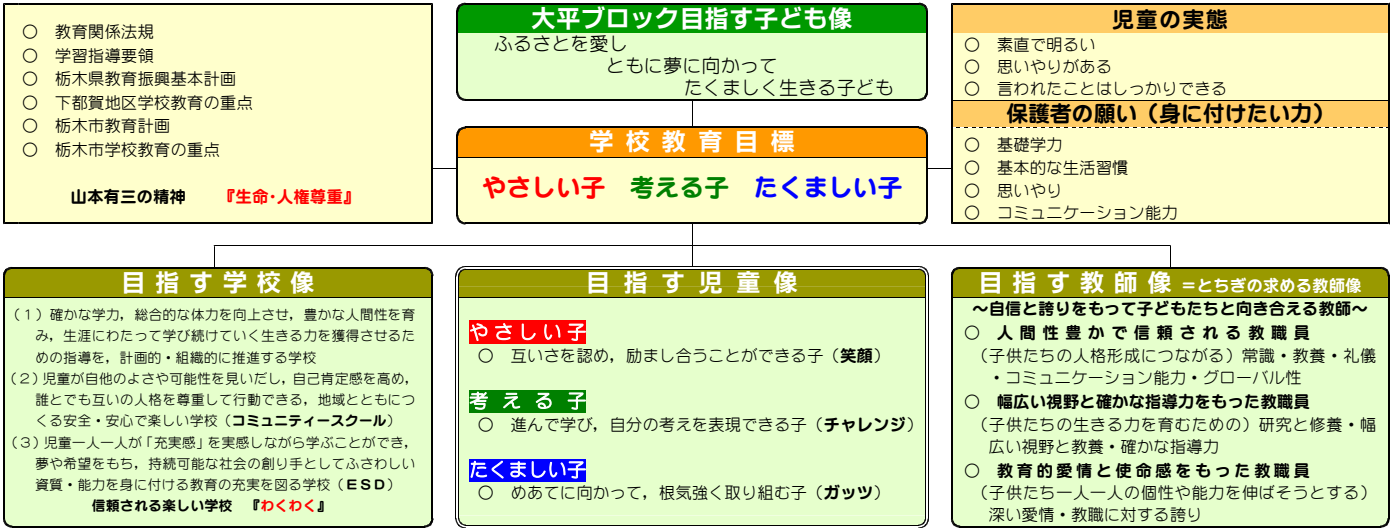 ○　教育関係法規
○　学習指導要領
○　栃木県教育振興基本計画
○　下都賀地区学校教育の重点
○　栃木市教育計画
○　栃木市学校教育の重点
山本有三の精神　　『生命・人権尊重』
大平ブロック目指す子ども像
ふるさとを愛し
ともに夢に向かって
たくましく生きる子ども
学校教育目標
やさしい子　考える子　たくましい子
児童の実態
○　素直で明るい
○　思いやりがある
○　言われたことはしっかりできる
保護者の願い（身に付けたい力）
○　基礎学力
○　基本的な生活習慣
○　思いやり
○　コミュニケーション能力
目指す学校像
（１）確かな学力，総合的な体力を向上させ，豊かな人間性を育
み，生涯にわたって学び続けていく生きる力を獲得させるた
めの指導を，計画的・組織的に推進する学校
（２）児童が自他のよさや可能性を見いだし，自己肯定感を高め，
誰とでも互いの人格を尊重して行動できる，地域とともにつ
くる安全・安心で楽しい学校（コミュニティースクール）
（３）児童一人一人が「充実感」を実感しながら学ぶことができ，
夢や希望をもち，持続可能な社会の創り手としてふさわしい
資質・能力を身に付ける教育の充実を図る学校（ＥＳＤ）
信頼される楽しい学校　『わくわく』
目指す児童像
やさしい子
○　互いさを認め，励まし合うことができる子（笑顔）
考える子
○　進んで学び，自分の考えを表現できる子（チャレンジ）
たくましい子
○　めあてに向かって，根気強く取り組む子（ガッツ）
目指す教師像＝とちぎの求める教師像
～自信と誇りをもって子どもたちと向き合える教師～
○　人間性豊かで信頼される教職員
（子供たちの人格形成につながる）常識・教養・礼儀
・コミュニケーション能力・グローバル性
○　幅広い視野と確かな指導力をもった教職員
（子供たちの生きる力を育むための）研究と修養・幅
広い視野と教養・確かな指導力
○　教育的愛情と使命感をもった教職員
（子供たち一人一人の個性や能力を伸ばそうとする）
深い愛情・教職に対する誇り